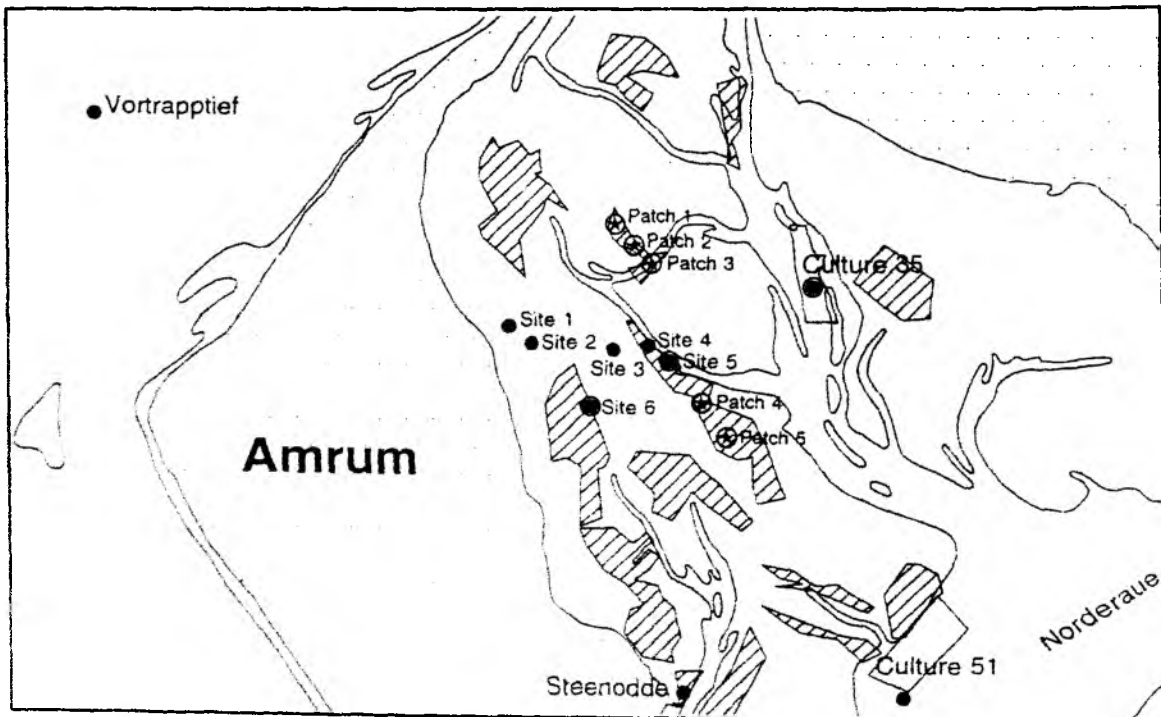 Vortrapptief
Patch 1
Patch 2
Patch 3
Culture 35
Site 1
Site 2
Site 3
Site 4
Site 5
Site 6
Patch 4
Patch 5
Amrum
Norderaue
Culture 51
Steenodde